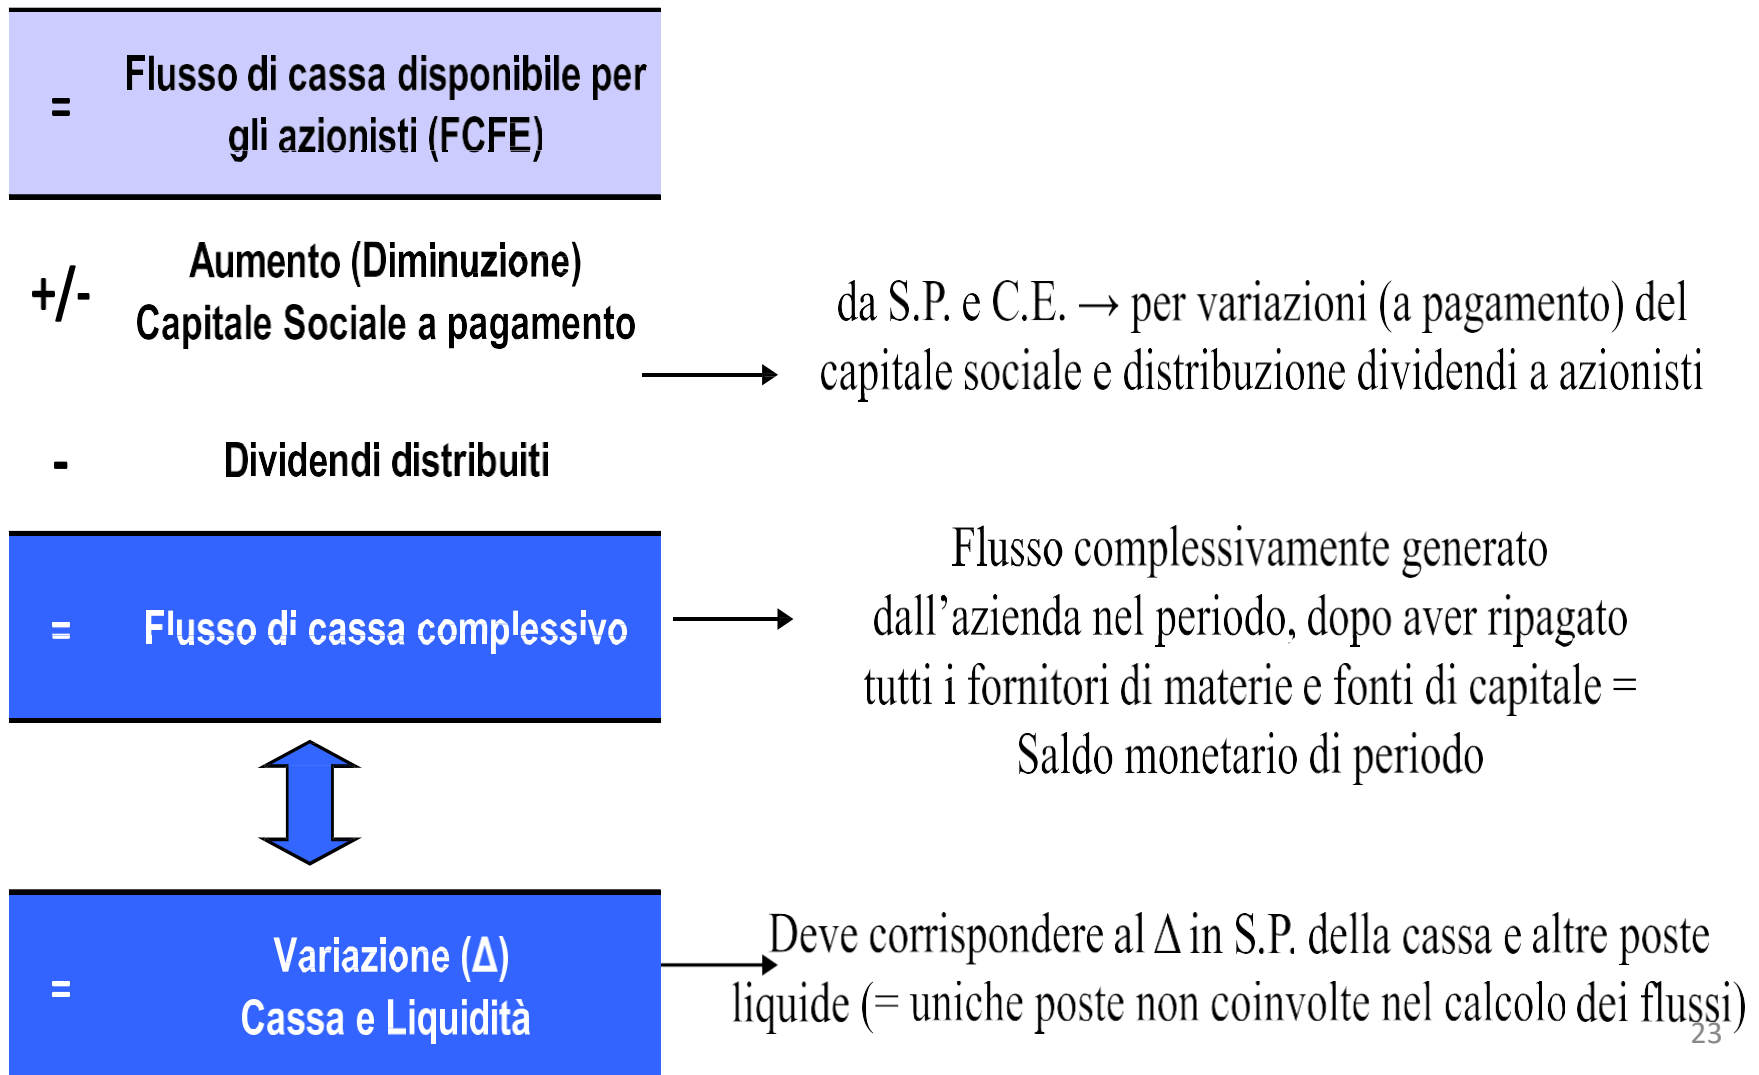 =
Flusso di cassa disponibile per
gli azionisti (FCFE)
+/-
Aumento (Diminuzione)
Capitale Sociale a pagamento
da S.P. e C.E. → per variazioni (a pagamento) del
capitale sociale e distribuzione dividendi a azionisti
-
Dividendi distribuiti
=
Flusso di cassa complessivo
Flusso complessivamente generato
dall’azienda nel periodo, dopo aver ripagato
tutti i fornitori di materie e fonti di capitale =
Saldo monetario di periodo
=
Variazione (Δ)
Cassa e Liquidità
Deve corrispondere al Δ in S.P. della cassa e altre poste
liquide (= uniche poste non coinvolte nel calcolo dei flussi)
23